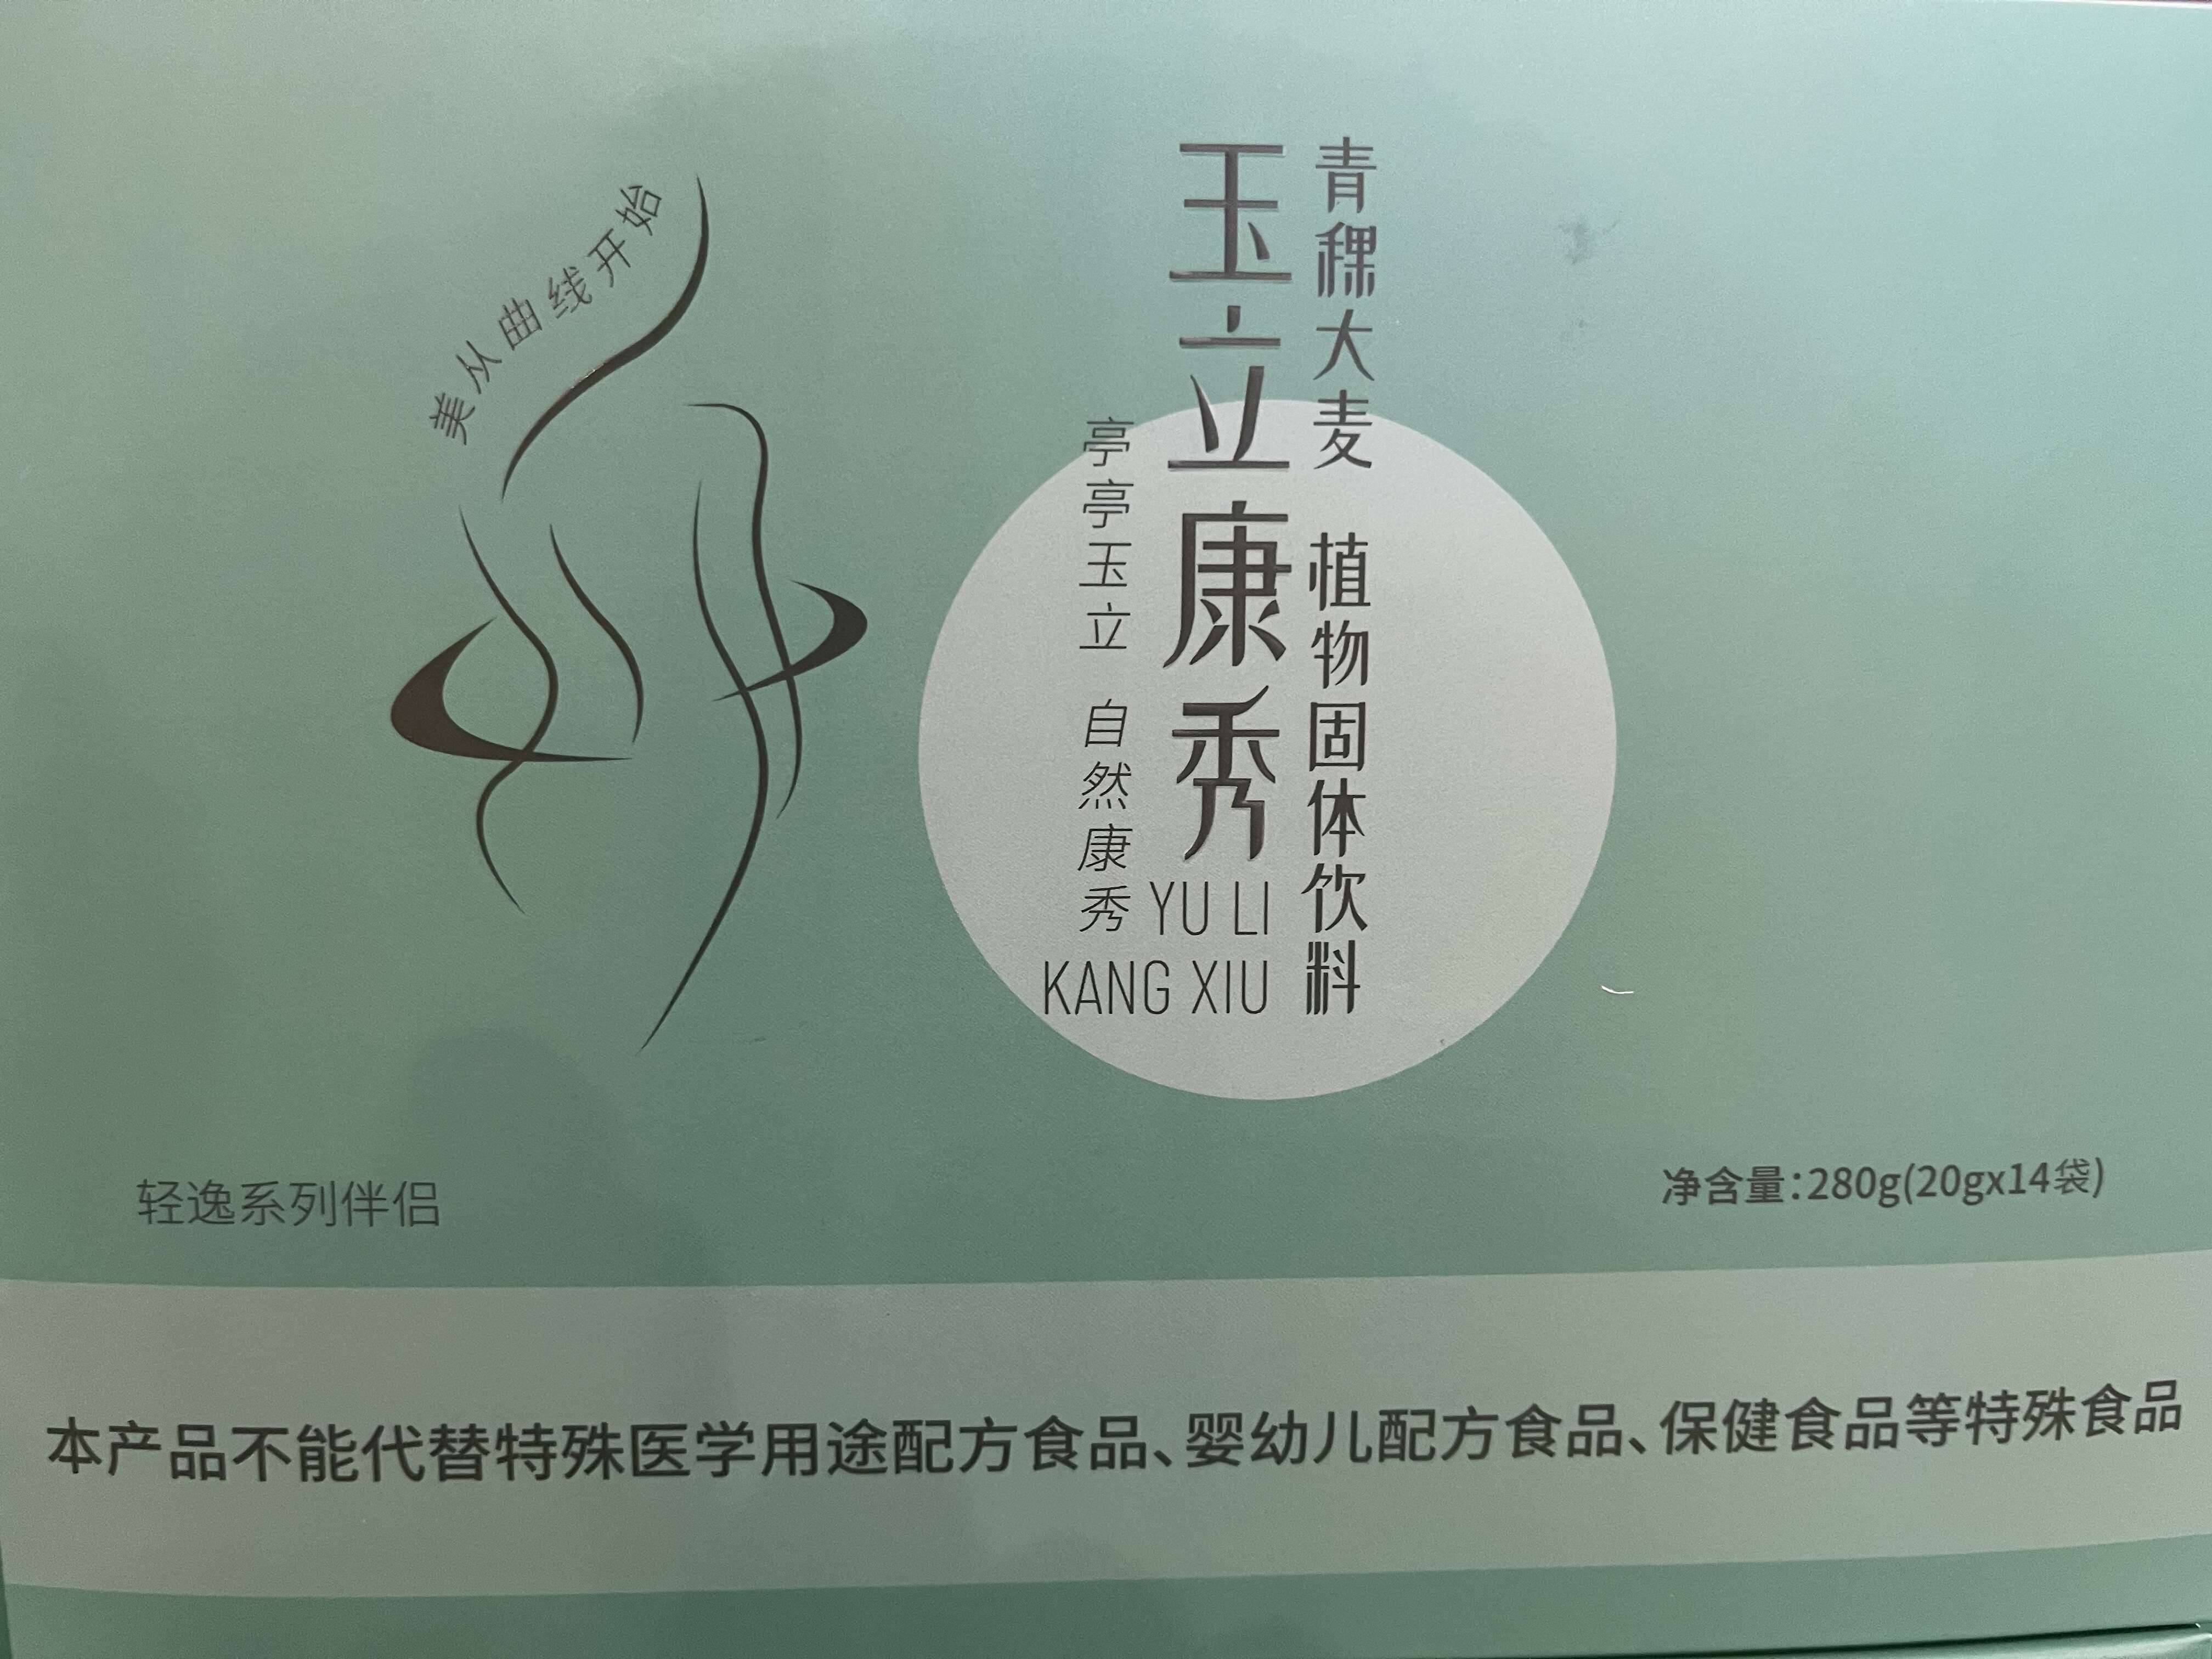 美从曲线开始
青稞大麦 植物固体饮料
玉立康秀
YU LI
KANG XIU
亭亭玉立 自然康秀
轻逸系列伴侣
净含量:280g(20gx14袋)
本产品不能代替特殊医学用途配方食品、婴幼儿配方食品、保健食品等特殊食品